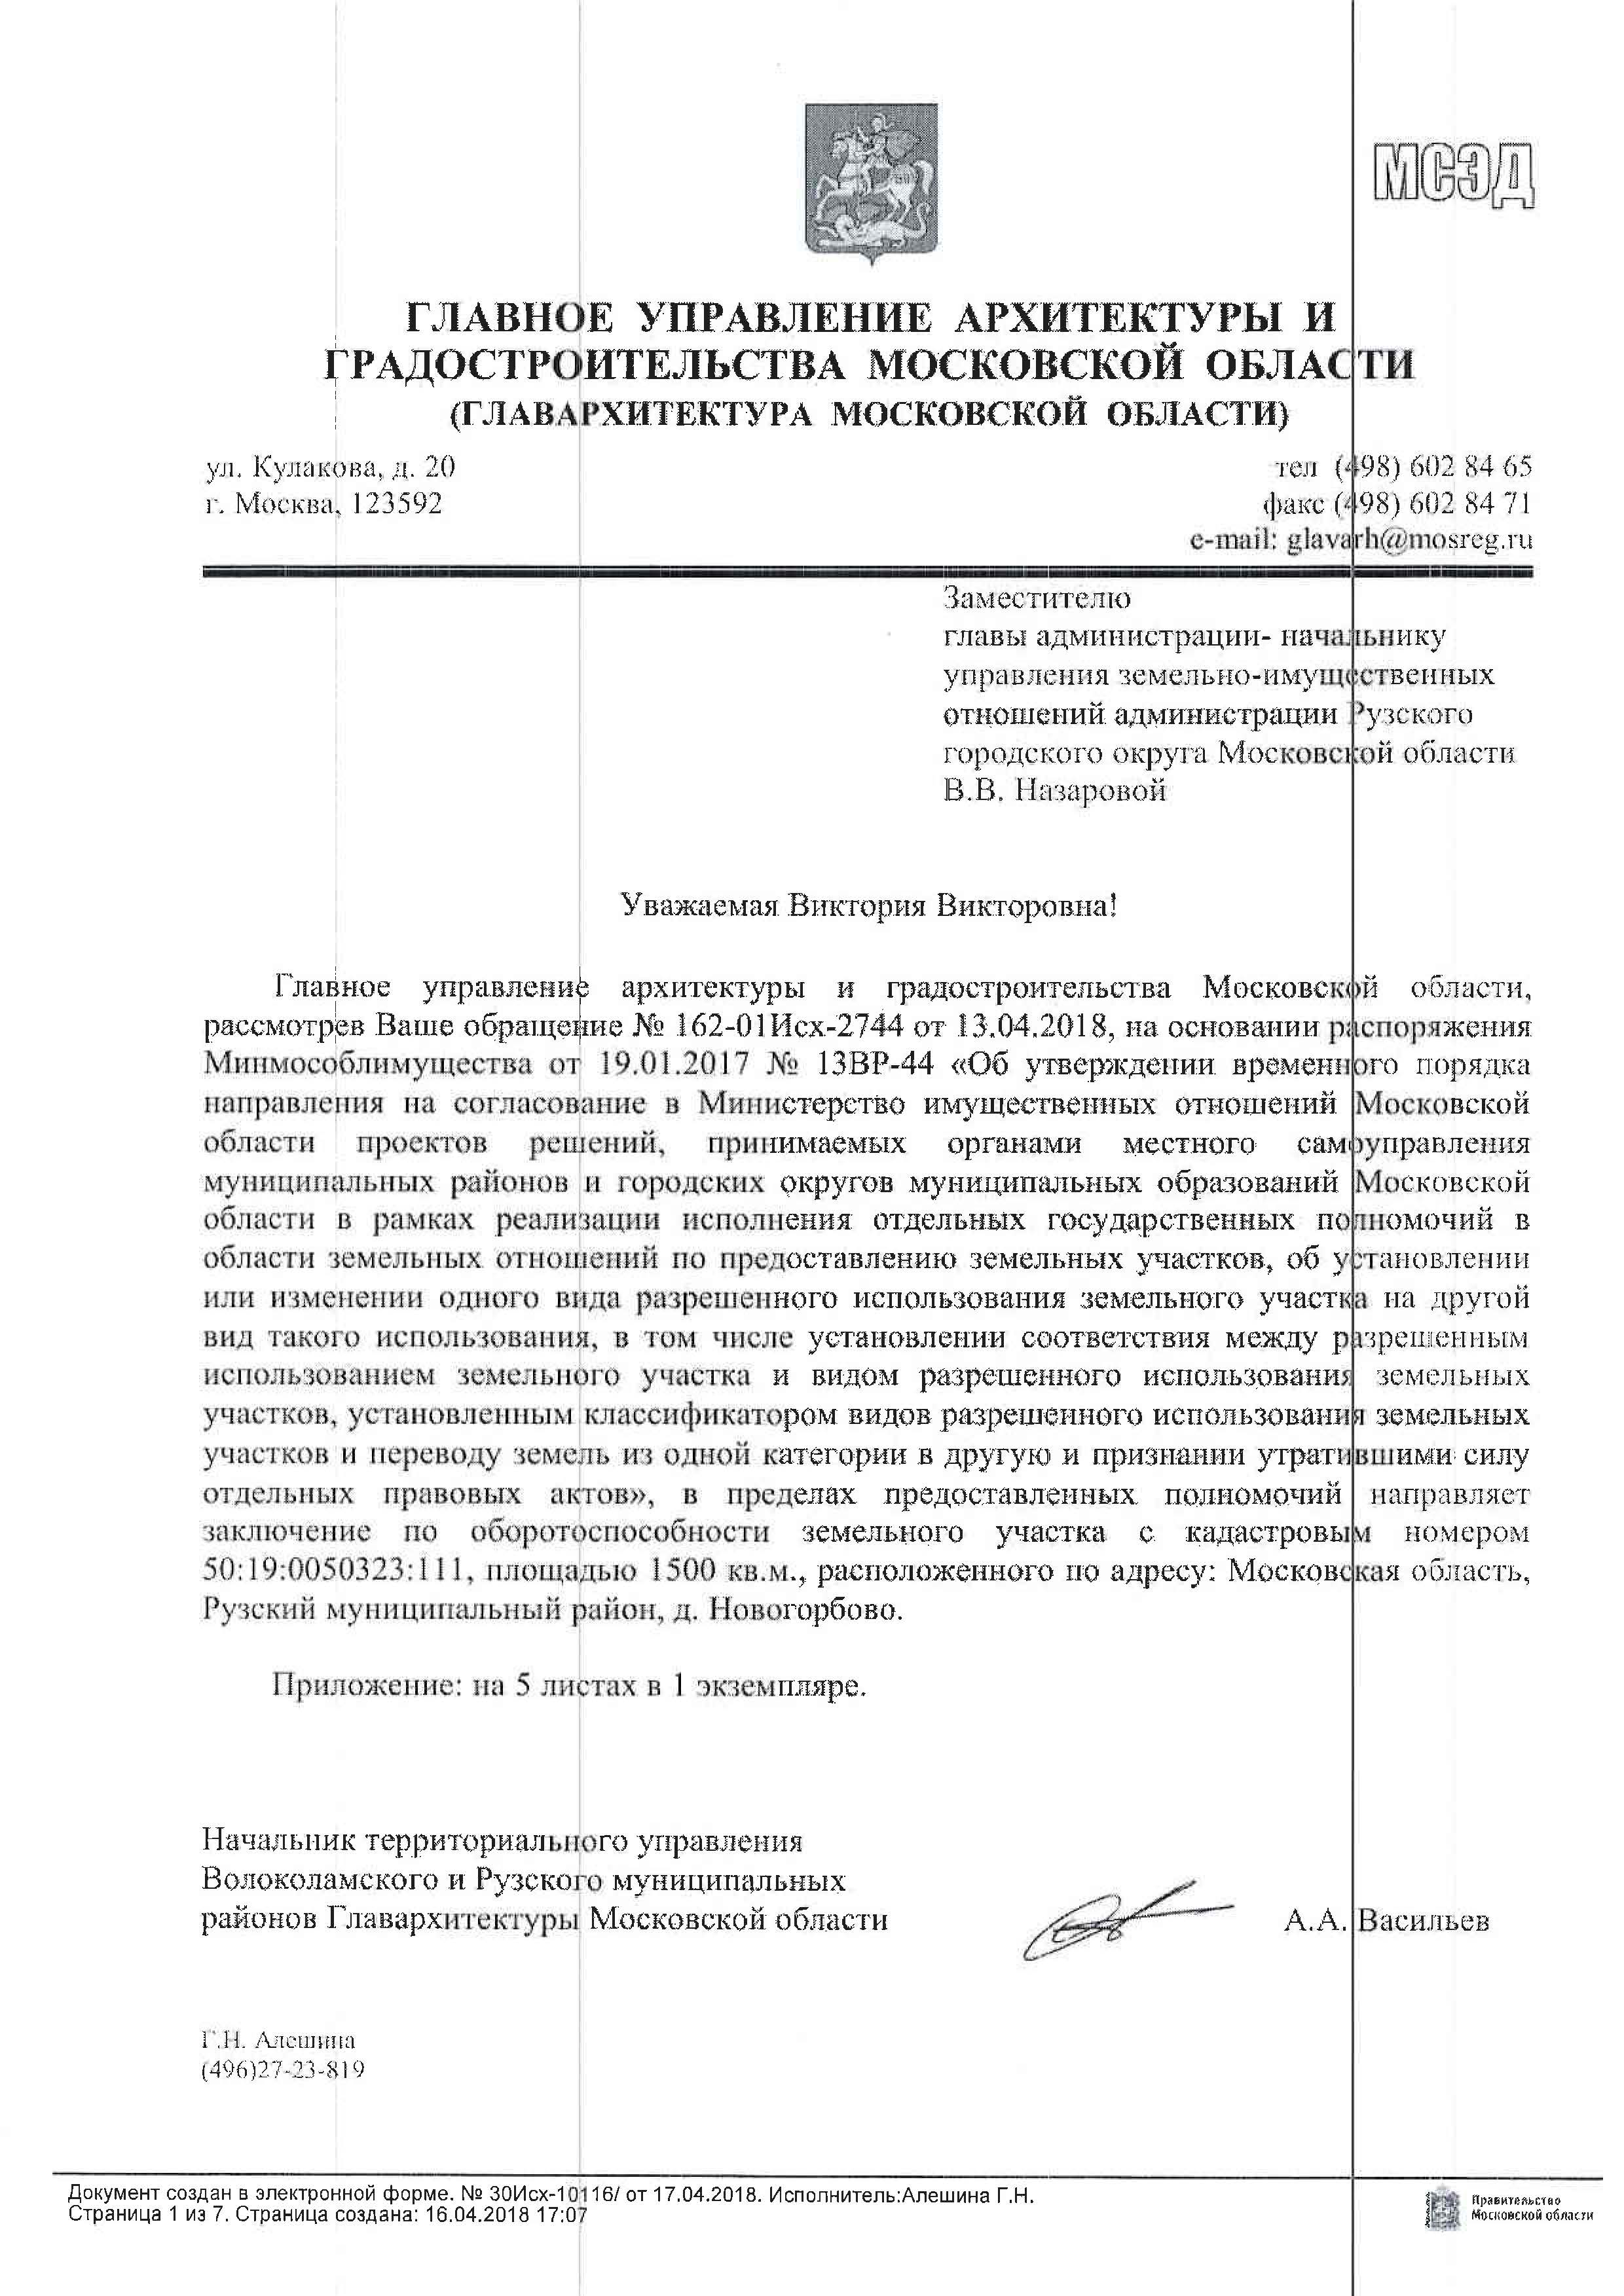 МСЭД
ГЛАВНОЕ УПРАВЛЕНИЕ АРХИТЕКТУРЫ И
ГРАДОСТРОИТЕЛЬСТВА МОСКОВСКОЙ ОБЛАСТИ
(ГЛАВАРХИТЕКТУРА МОСКОВСКОЙ ОБЛАСТИ)
ул. Кулакова, д. 20
г. Москва, 123592
тел (498) 602 84 65
факс (498) 602 84 71
e-mail: glavarh@mosreg.ru
Заместителю
главы администрации- начальнику
управления земельно-имущественных
отношений администрации Рузского
городского округа Московской области
В.В. Назаровой
Уважаемая Виктория Викторовна!
Главное управление архитектуры и градостроительства Московской области,
рассмотрев Ваше обращение № 162-01Исх-2744 от 13.04.2018, на основании распоряжения
Минмособлимущества от 19.01.2017 № 13ВР-44 «Об утверждении временного порядка
направления на согласование в Министерство имущественных отношений Московской
области проектов решений, принимаемых органами местного самоуправления
муниципальных районов и городских округов муниципальных образований Московской
области в рамках реализации исполнения отдельных государственных полномочий в
области земельных отношений по предоставлению земельных участков, об установлении
или изменении одного вида разрешенного использования земельного участка на другой
вид такого использования, в том числе установлении соответствия между разрешенным
использованием земельного участка и видом разрешенного использования земельных
участков, установленным классификатором видов разрешенного использования земельных
участков и переводу земель из одной категории в другую и признании утратившими силу
отдельных правовых актов», в пределах предоставленных полномочий направляет
заключение по оборотоспособности земельного участка с кадастровым номером
50:19:0050323:111, площадью 1500 кв.м., расположенного по адресу: Московская область,
Рузский муниципальный район, д. Новогорбово.
Приложение: на 5 листах в 1 экземпляре.
Начальник территориального управления
Волоколамского и Рузского муниципальных
районов Главархитектуры Московской области
А.А. Васильев
Г.Н. Алешина
(496)27-23-819
Документ создан в электронной форме. № 30Исх-10116/ от 17.04.2018. Исполнитель:Алешина Г.Н.
Страница 1 из 7. Страница создана: 16.04.2018 17:07
Правительство
Московской области